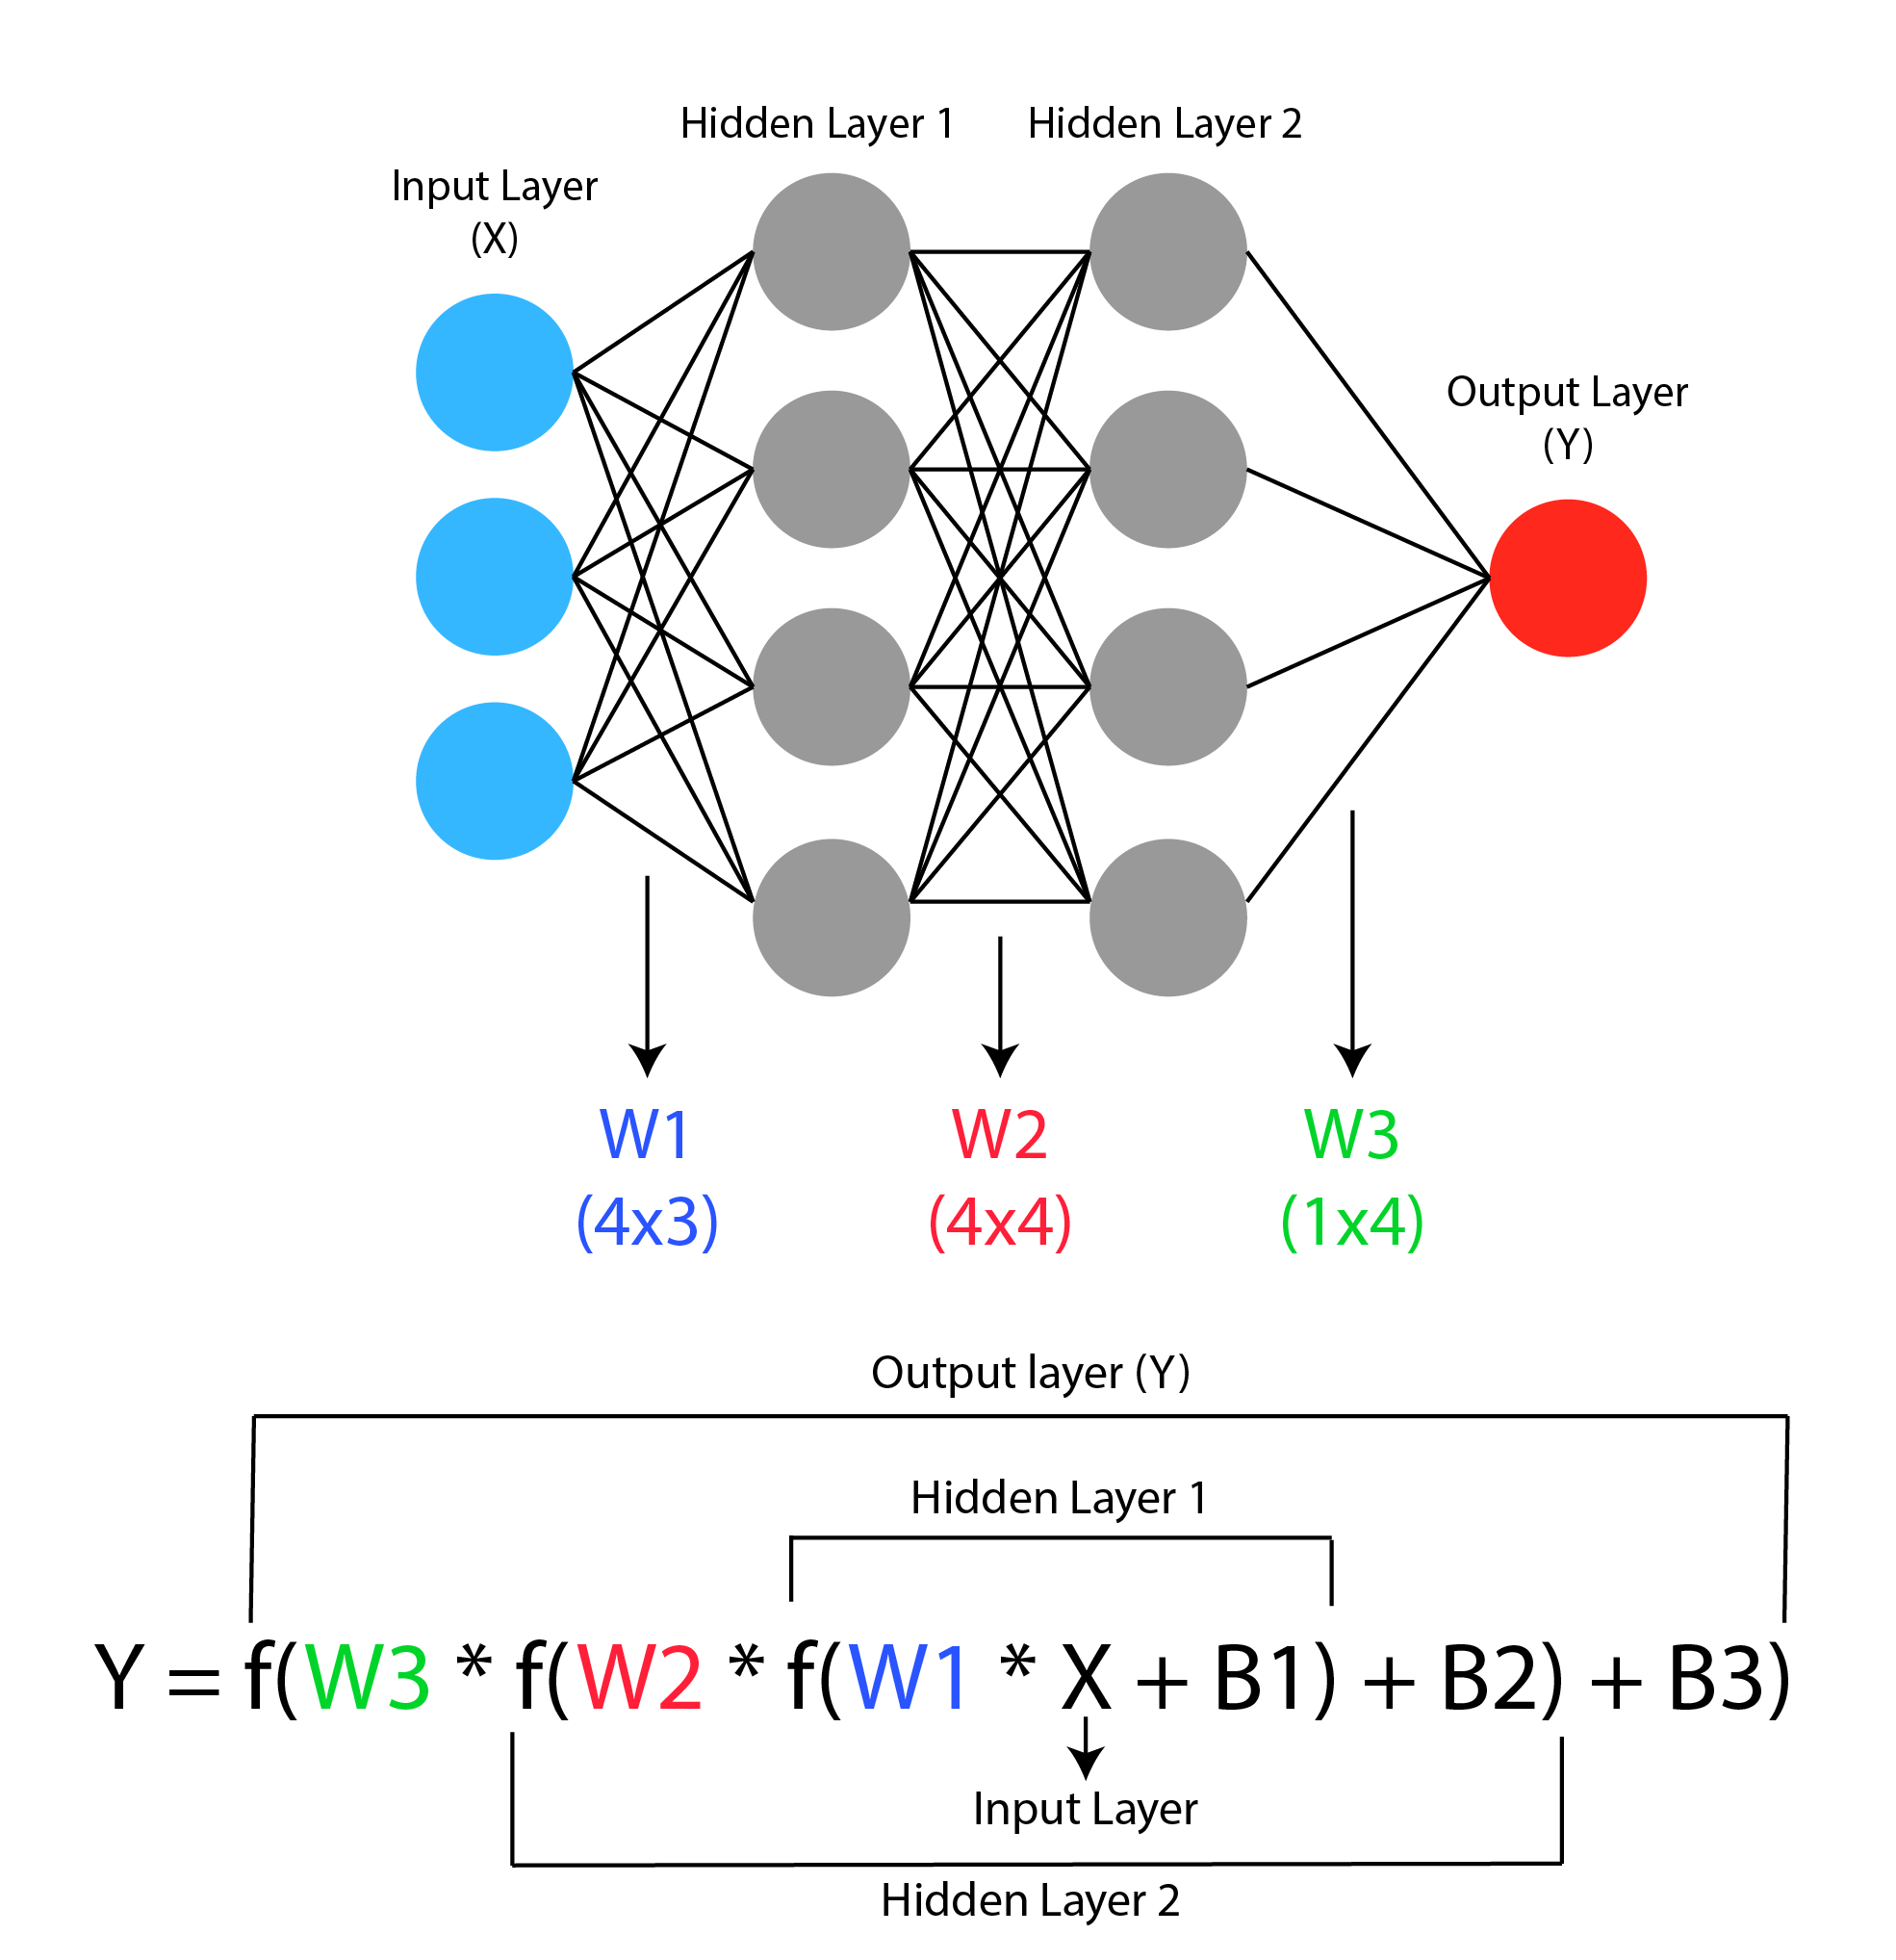 Hidden Layer 1
Hidden Layer 2
Input Layer
(X)
Output Layer
(Y)
W1
(4x3)
W2
(4x4)
W3
(1x4)
Output layer (Y)
Hidden Layer 1
Y = f(W3 * f(W2 * f(W1 * X + B1) + B2) + B3)
Input Layer
Hidden Layer 2